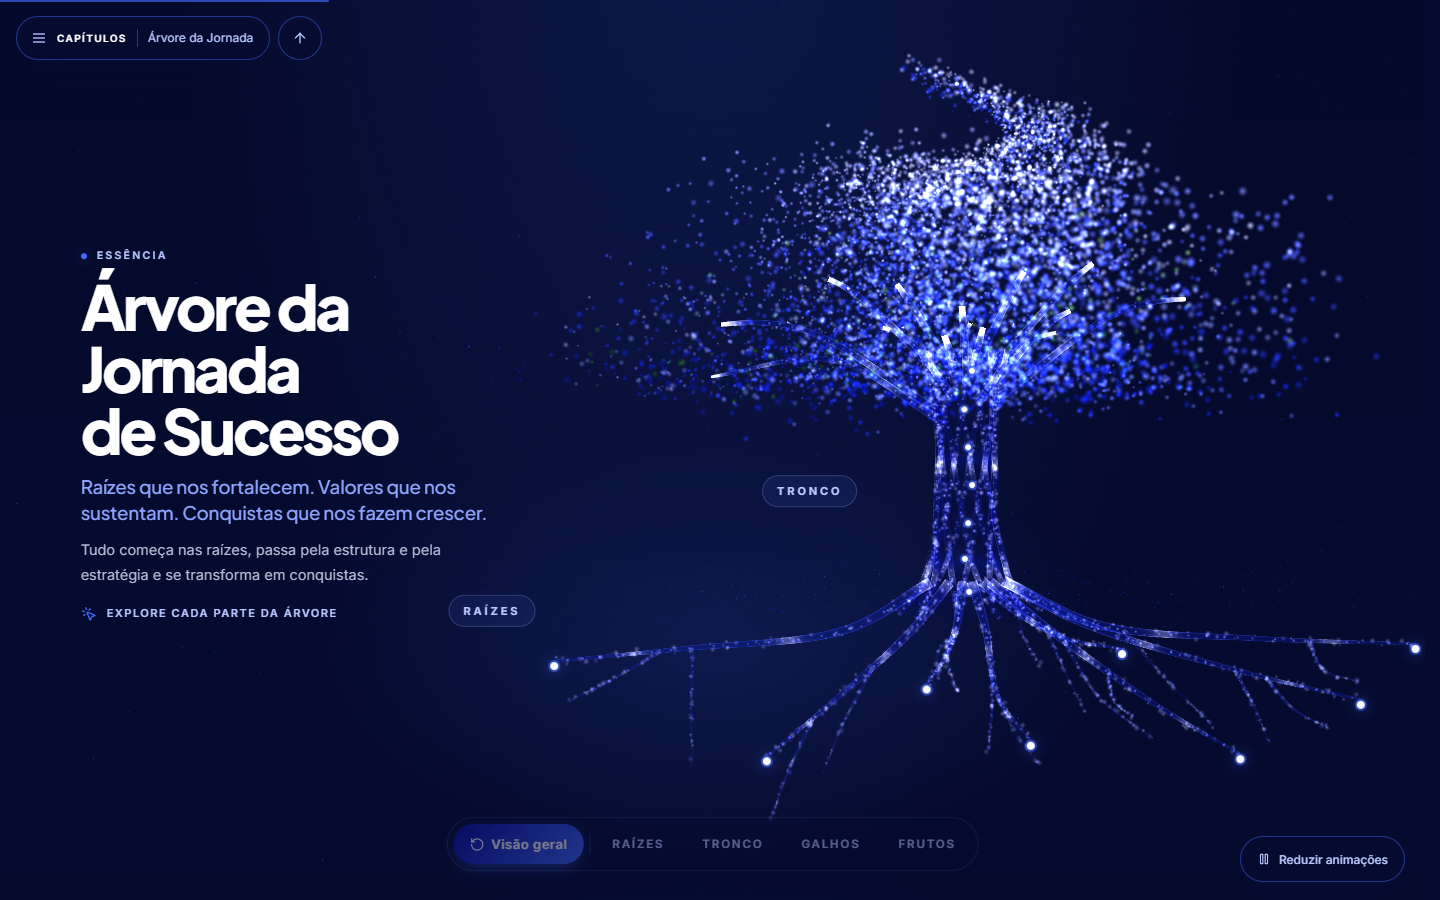 CAPÍTULOS Árvore da Jornada
ESSÊNCIA
Árvore da
Jornada
de Sucesso
Raízes que nos fortalecem. Valores que nos
sustentam. Conquistas que nos fazem crescer.
Tudo começa nas raízes, passa pela estrutura e pela
estratégia e se transforma em conquistas.
EXPLORE CADA PARTE DA ÁRVORE
TRONCO
RAÍZES
Visão geral RAÍZES TRONCO GALHOS FRUTOS
Reduzir animações